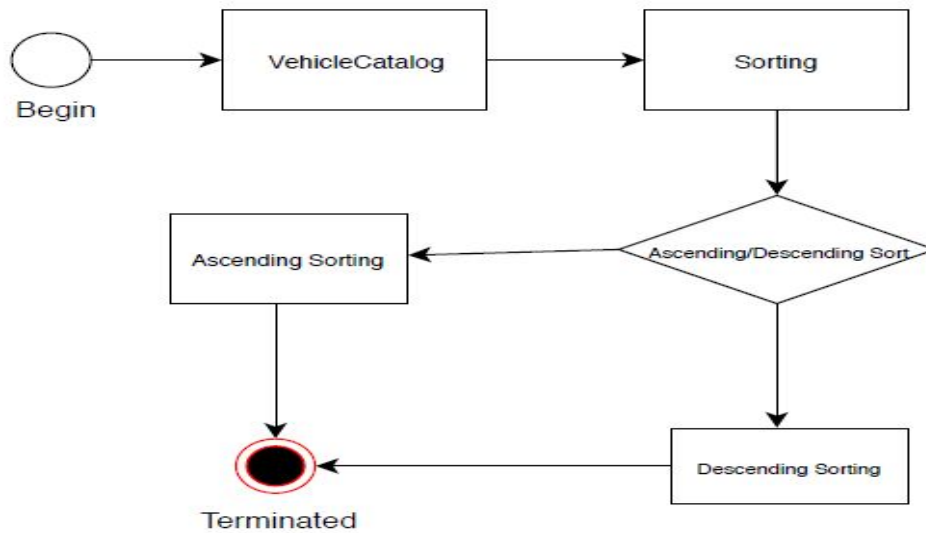 VehicleCatalog
Sorting
Begin
Ascending/Descending Sort
Ascending Sorting
Descending Sorting
Terminated